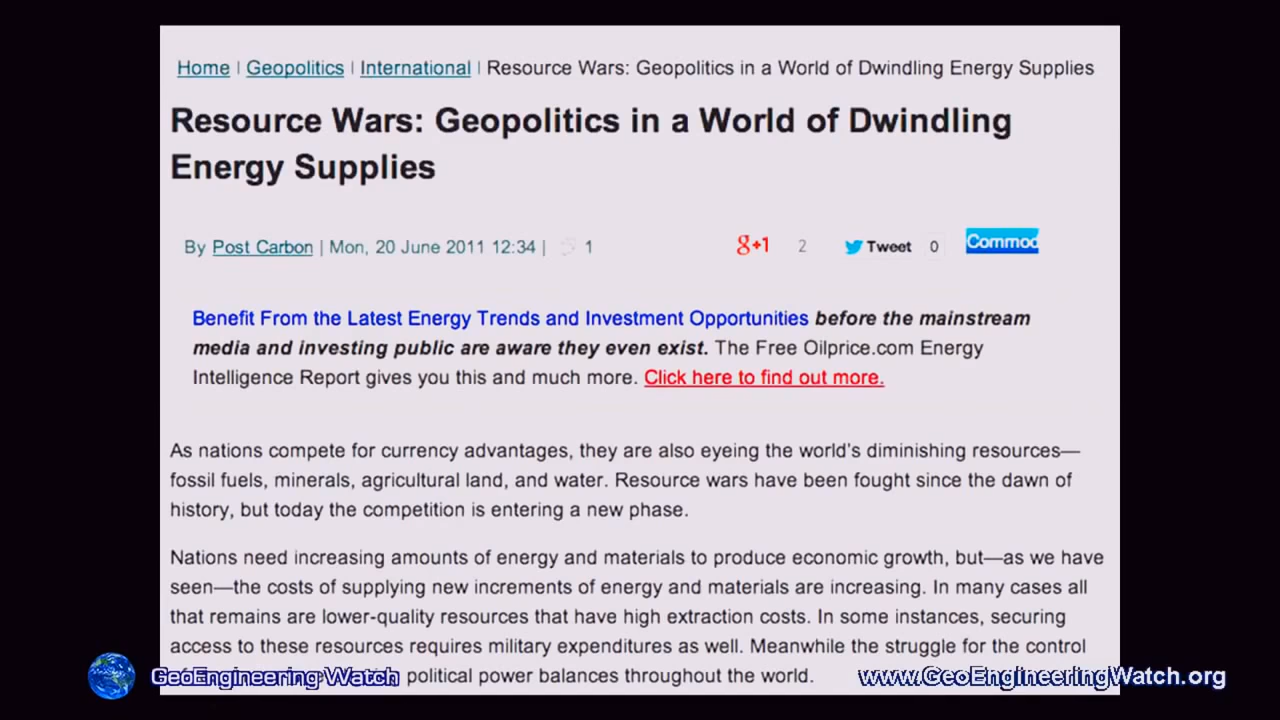 Home | Geopolitics | International | Resource Wars: Geopolitics in a World of Dwindling Energy Supplies
Resource Wars: Geopolitics in a World of Dwindling
Energy Supplies
By Post Carbon | Mon, 20 June 2011 12:34 | 1
g+1 2 Tweet 0 Commod
Benefit From the Latest Energy Trends and Investment Opportunities before the mainstream
media and investing public are aware they even exist. The Free Oilprice.com Energy
Intelligence Report gives you this and much more. Click here to find out more.
As nations compete for currency advantages, they are also eyeing the world's diminishing resources—
fossil fuels, minerals, agricultural land, and water. Resource wars have been fought since the dawn of
history, but today the competition is entering a new phase.
Nations need increasing amounts of energy and materials to produce economic growth, but—as we have
seen—the costs of supplying new increments of energy and materials are increasing. In many cases all
that remains are lower-quality resources that have high extraction costs. In some instances, securing
access to these resources requires military expenditures as well. Meanwhile the struggle for the control
political power balances throughout the world.
GeoEngineering Watch
www.GeoEngineeringWatch.org